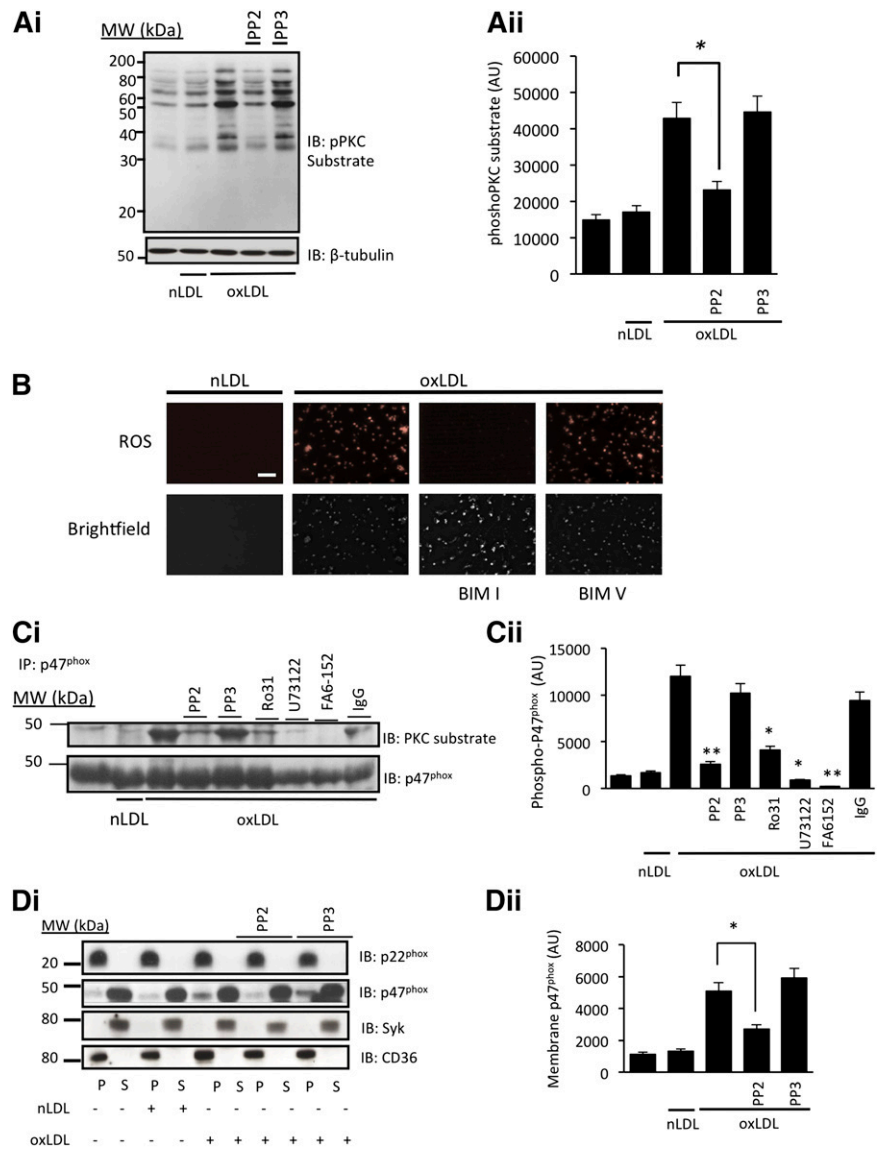 Ai
MW (kDa)
PP2
PP3
200
80
60
50
40
30
20
50
IB: pPKC
Substrate
IB: β-tubulin
nLDL
oxLDL
Aii
*
phoshoPKC substrate (AU)
60000
50000
40000
30000
20000
10000
0
PP2
PP3
nLDL
oxLDL
B
nLDL
oxLDL
ROS
Brightfield
BIM I
BIM V
Ci
IP: p47phox
MW (kDa)
PP2
PP3
Ro31
U73122
FA6-152
IgG
50
50
IB: PKC substrate
IB: p47phox
nLDL
oxLDL
Cii
Phospho-P47phox (AU)
15000
10000
5000
0
**
*
*
**
PP2
PP3
Ro31
U73122
FA6152
IgG
nLDL
oxLDL
Di
MW (kDa)
PP2
PP3
20
80
80
IB: p22phox
IB: p47phox
IB: Syk
IB: CD36
P S P S P S P S P S
nLDL - - + + - - - - - -
oxLDL - - - - + + + + + +
Dii
*
Membrane p47phox (AU)
8000
6000
4000
2000
0
PP2
PP3
nLDL
oxLDL